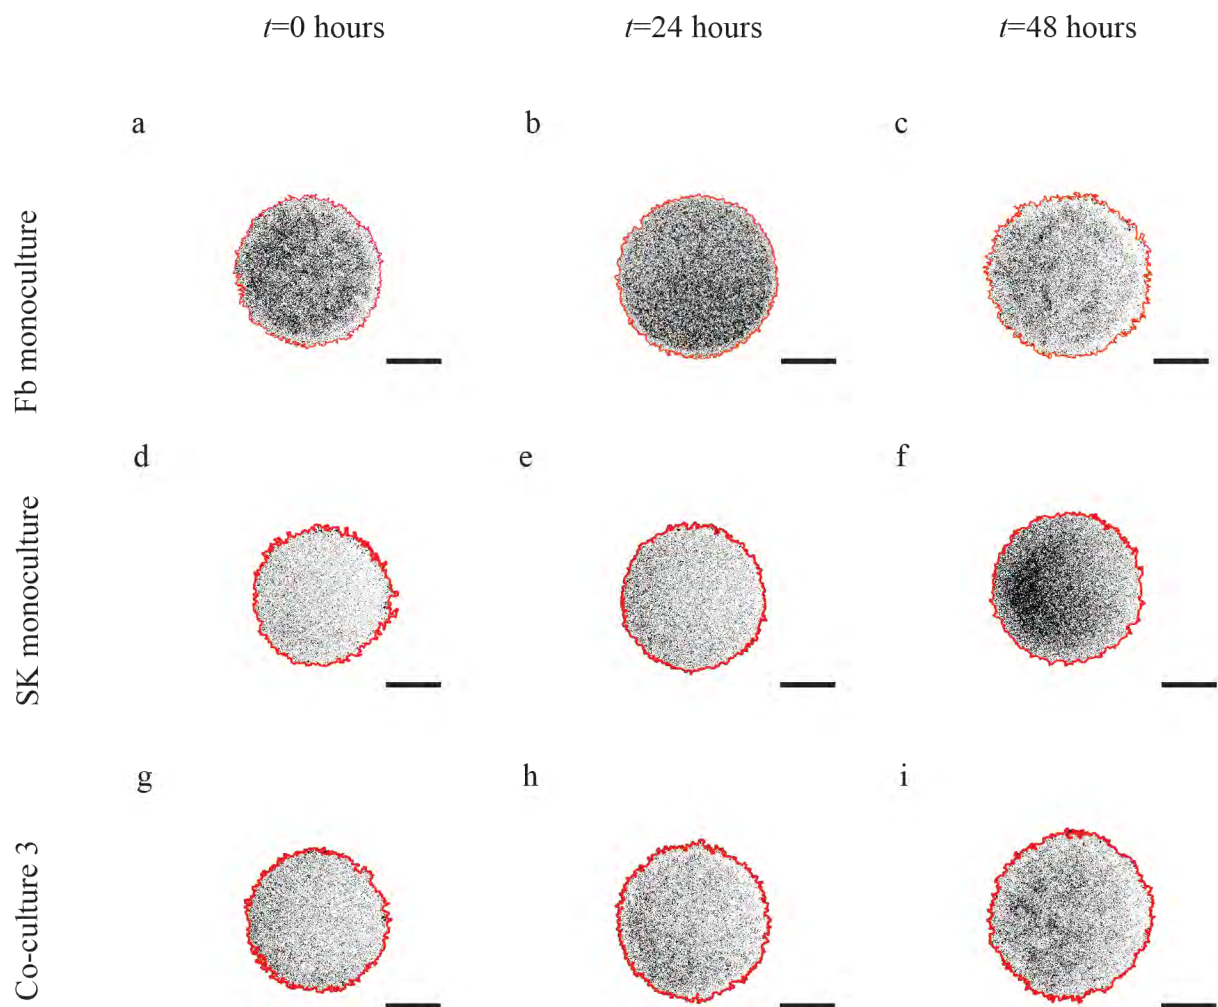 t=0 hours
t=24 hours
t=48 hours
a
b
c
Fb monoculture
d
e
f
SK monoculture
g
h
i
Co-culture 3